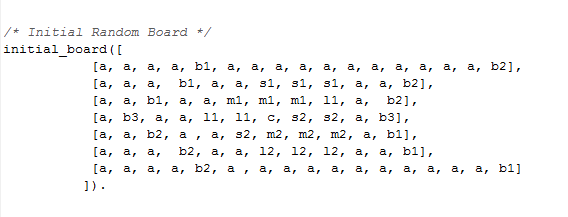 /* Initial Random Board */
initial_board([
[a, a, a, a, b1, a, a, a, a, a, a, a, a, a, a, a, b2],
[a, a, a,  b1, a, a, s1, s1, s1, a, a, b2],
[a, a, b1, a, a, m1, m1, m1, l1, a,  b2],
[a, b3, a, a, l1, l1, c, s2, s2, a, b3],
[a, a, b2, a , a, s2, m2, m2, m2, a, b1],
[a, a, a,  b2, a, a, l2, l2, l2, a, a, b1],
[a, a, a, a, b2, a , a, a, a, a, a, a, a, a, a, a, b1]
]).